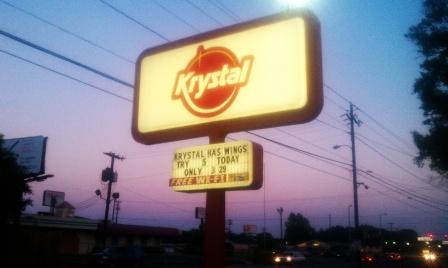 Krystal
KRYSTAL HAS WINGS
TRY 5 TODAY
ONLY 3 29
FREE WI-FI